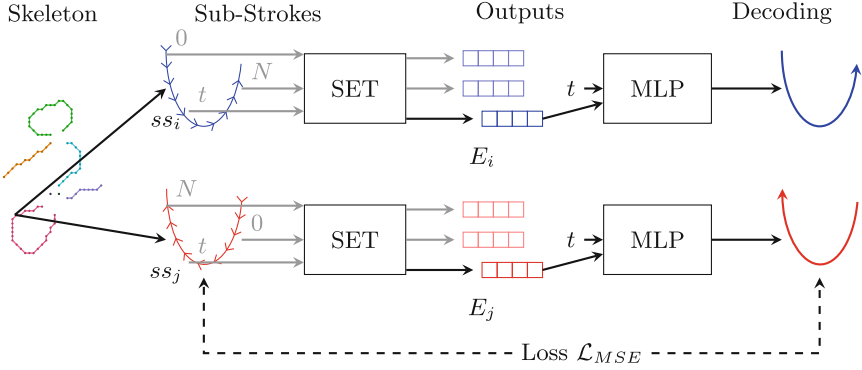 Skeleton Sub-Strokes Outputs Decoding
0
N
t
SET
t
MLP
ss_i
E_i
N
0
t
SET
t
MLP
ss_j
E_j
Loss ℒ_MSE